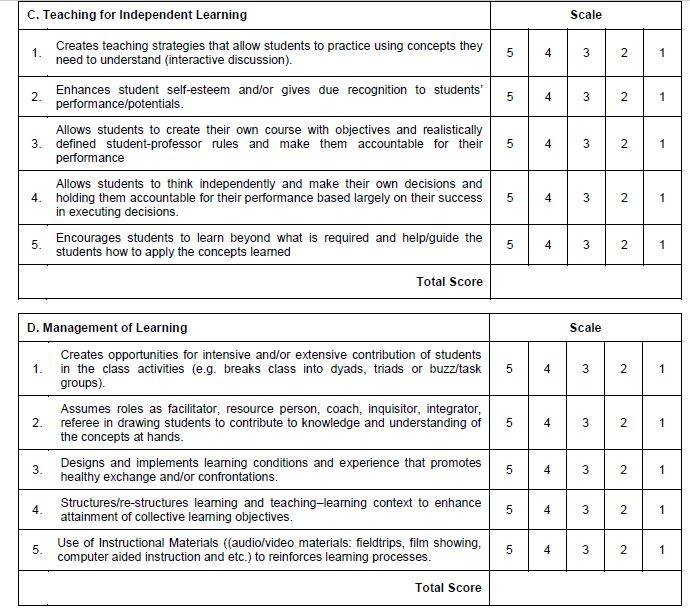 C. Teaching for Independent Learning Scale
1. Creates teaching strategies that allow students to practice using concepts they
need to understand (interactive discussion). 5 4 3 2 1
2. Enhances student self-esteem and/or gives due recognition to students'
performance/potentials. 5 4 3 2 1
3. Allows students to create their own course with objectives and realistically
defined student-professor rules and make them accountable for their
performance 5 4 3 2 1
4. Allows students to think independently and make their own decisions and
holding them accountable for their performance based largely on their success
in executing decisions. 5 4 3 2 1
5. Encourages students to learn beyond what is required and help/guide the
students how to apply the concepts learned 5 4 3 2 1
Total Score
D. Management of Learning Scale
1. Creates opportunities for intensive and/or extensive contribution of students
in the class activities (e.g. breaks class into dyads, triads or buzz/task
groups). 5 4 3 2 1
2. Assumes roles as facilitator, resource person, coach, inquisitor, integrator,
referee in drawing students to contribute to knowledge and understanding of
the concepts at hands. 5 4 3 2 1
3. Designs and implements learning conditions and experience that promotes
healthy exchange and/or confrontations. 5 4 3 2 1
4. Structures/re-structures learning and teaching–learning context to enhance
attainment of collective learning objectives. 5 4 3 2 1
5. Use of Instructional Materials ((audio/video materials: fieldtrips, film showing,
computer aided instruction and etc.) to reinforces learning processes. 5 4 3 2 1
Total Score